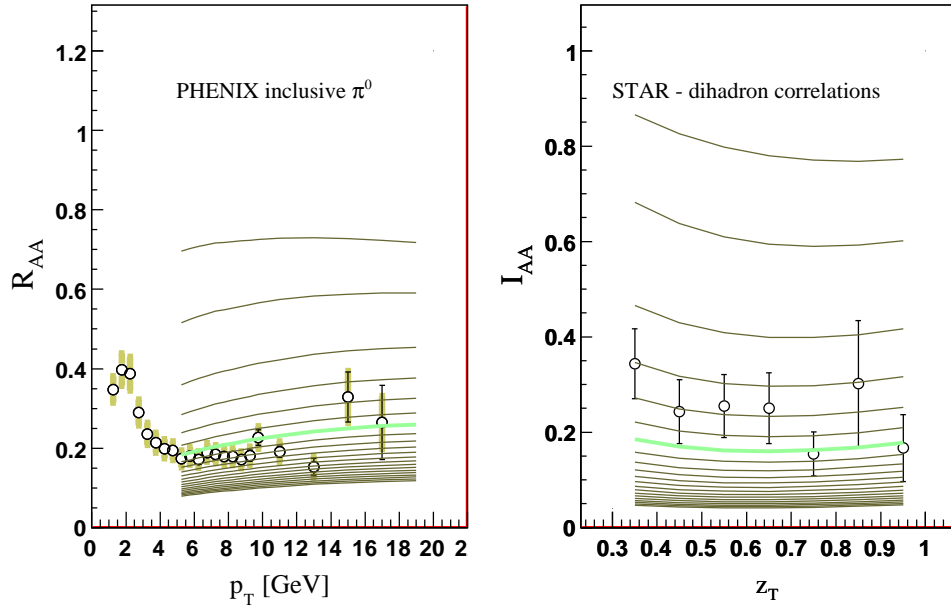 PHENIX inclusive π⁰
R_AA
1.2
1
0.8
0.6
0.4
0.2
0
0 2 4 6 8 10 12 14 16 18 20 2
p_T [GeV]
STAR - dihadron correlations
I_AA
1
0.8
0.6
0.4
0.2
0
0.3 0.4 0.5 0.6 0.7 0.8 0.9 1
z_T